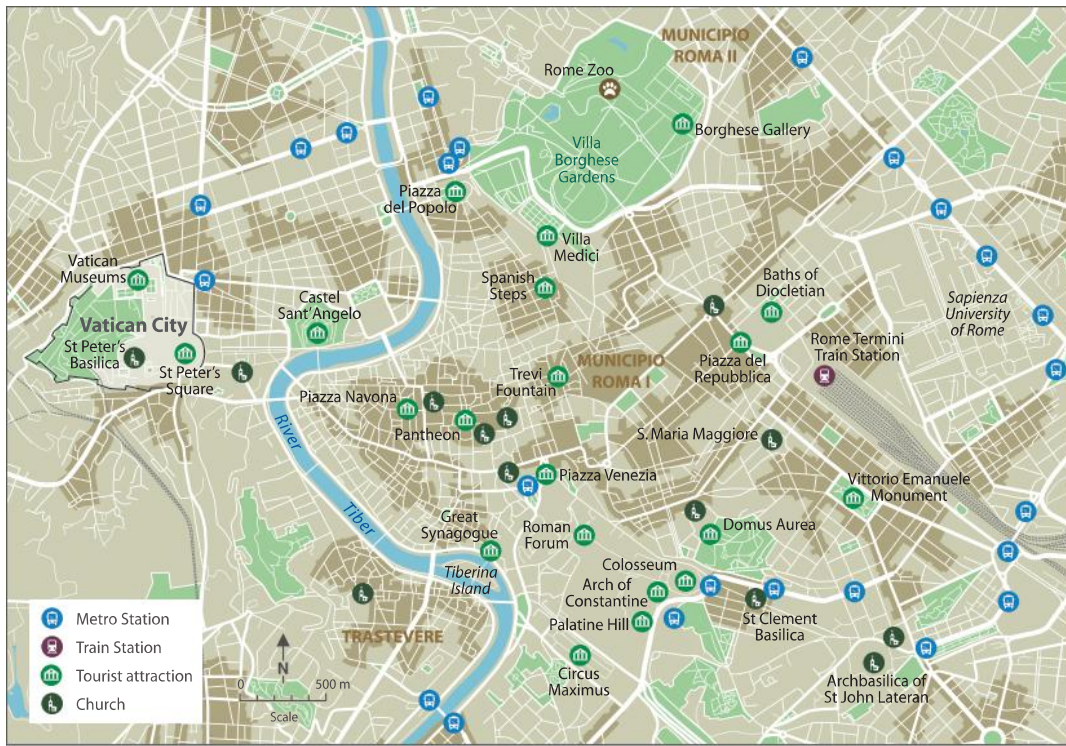 MUNICIPIO
ROMA II
Rome Zoo
Borghese Gallery
Villa
Borghese
Gardens
Piazza
del Popolo
Villa
Medici
Vatican
Museums
Spanish
Steps
Baths of
Diocletian
Castel
Sant'Angelo
Sapienza
University
of Rome
Vatican City
St Peter's
Basilica
St Peter's
Square
Rome Termini
Train Station
Piazza del
Repubblica
MUNICIPIO
ROMA I
Trevi
Fountain
Piazza Navona
Pantheon
River
S. Maria Maggiore
Piazza Venezia
Vittorio Emanuele
Monument
Tiber
Great
Synagogue
Roman
Forum
Domus Aurea
Tiberina
Island
Colosseum
Arch of
Constantine
Palatine Hill
St Clement
Basilica
TRASTEVERE
Circus
Maximus
Archbasilica of
St John Lateran
Metro Station
Train Station
Tourist attraction
Church
N
0 500 m
Scale